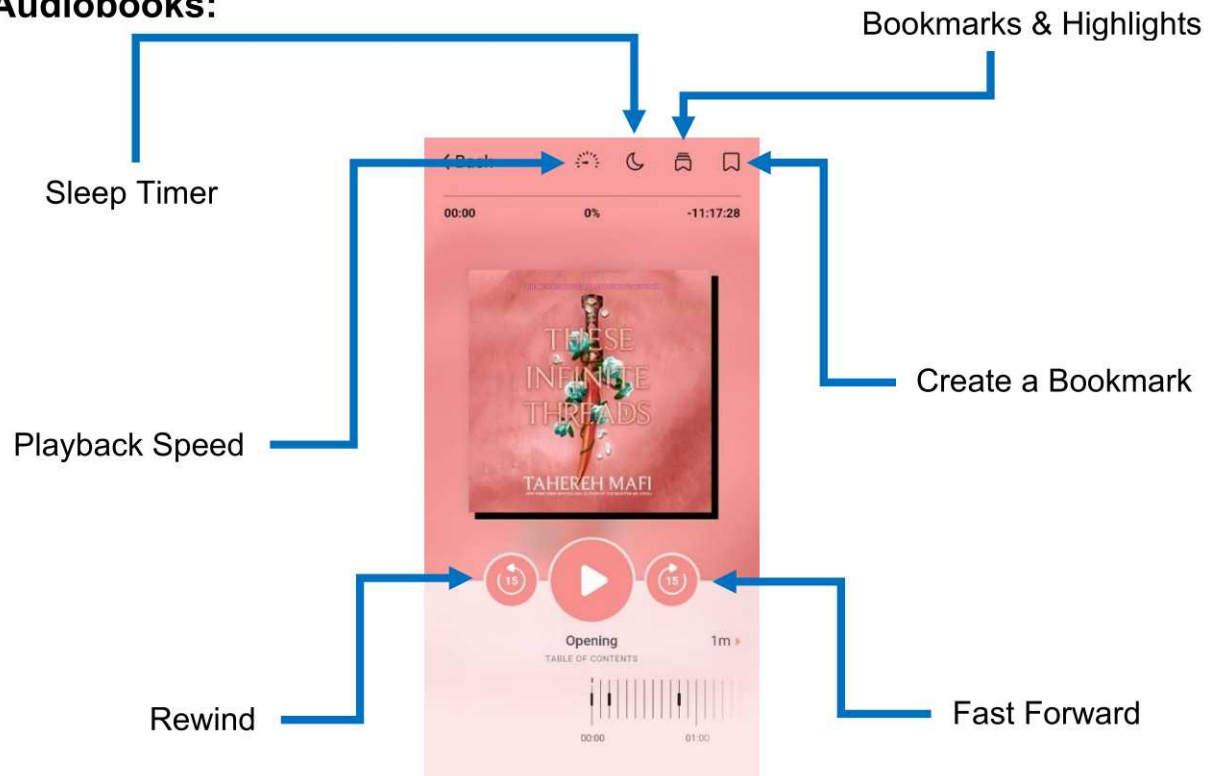 Audiobooks:
Bookmarks & Highlights
Sleep Timer
Back
00:00 0% -11:17:28
THESE
INFINITE
THREADS
TAHEREH MAFI
Create a Bookmark
Playback Speed
15 15
Opening 1m
TABLE OF CONTENTS
Rewind
Fast Forward
00:00 01:00